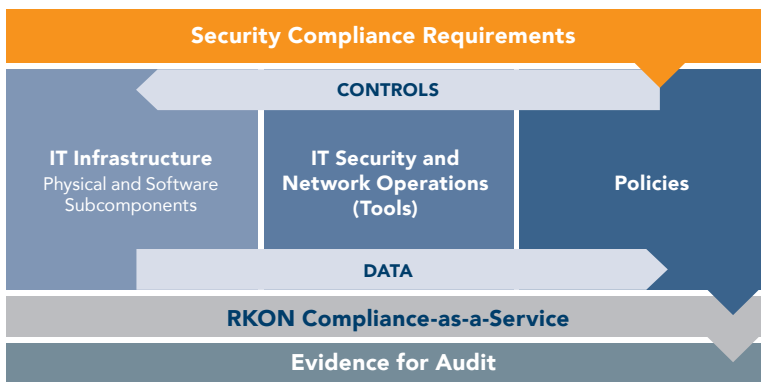 Security Compliance Requirements
CONTROLS
IT Infrastructure
Physical and Software
Subcomponents
IT Security and
Network Operations
(Tools)
Policies
DATA
RKON Compliance-as-a-Service
Evidence for Audit